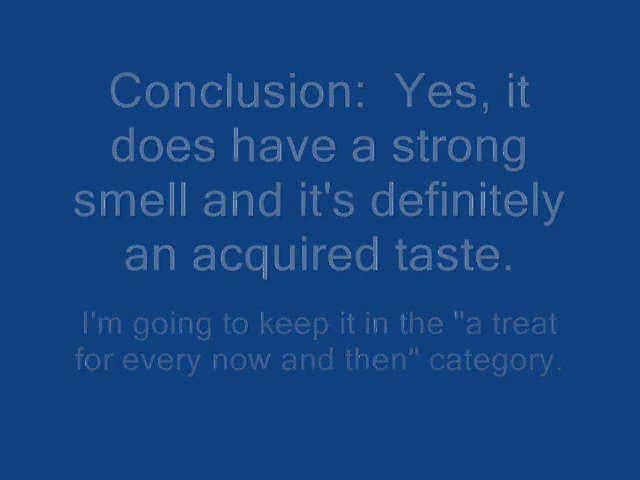 Conclusion:  Yes, it
does have a strong
smell and it's definitely
an acquired taste.
I'm going to keep it in the "a treat
for every now and then" category.